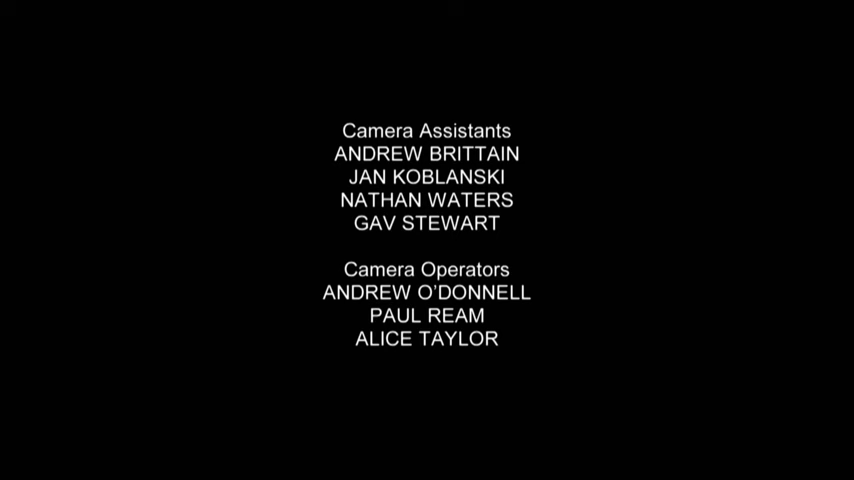 Camera Assistants
ANDREW BRITTAIN
JAN KOBLANSKI
NATHAN WATERS
GAV STEWART
Camera Operators
ANDREW O’DONNELL
PAUL REAM
ALICE TAYLOR